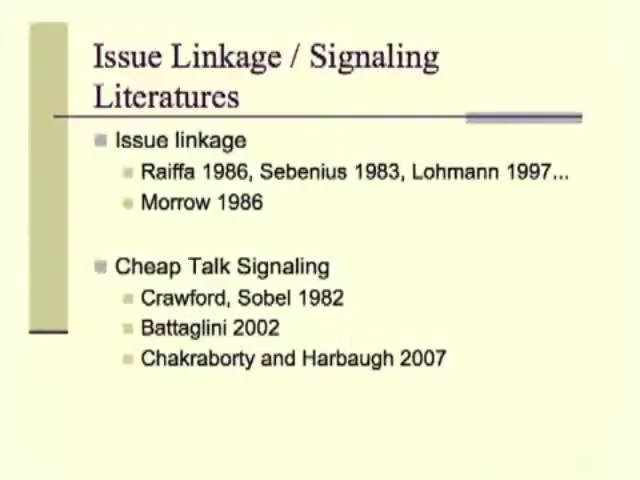 Issue Linkage / Signaling
Literatures
Issue linkage
Raiffa 1986, Sebenius 1983, Lohmann 1997...
Morrow 1986
Cheap Talk Signaling
Crawford, Sobel 1982
Battaglini 2002
Chakraborty and Harbaugh 2007